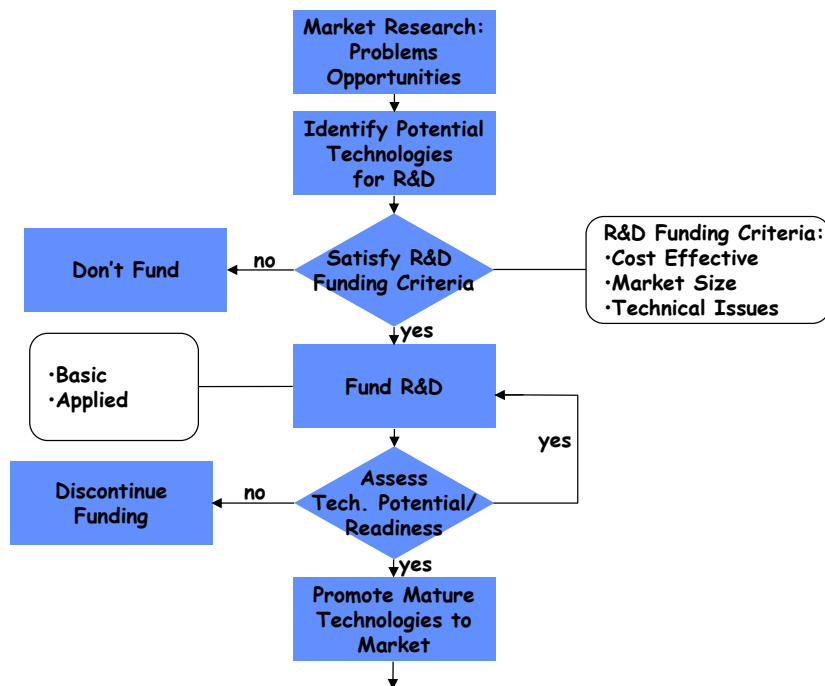 Market Research:
Problems
Opportunities
Identify Potential
Technologies
for R&D
Satisfy R&D
Funding Criteria
no
Don't Fund
R&D Funding Criteria:
•Cost Effective
•Market Size
•Technical Issues
yes
Fund R&D
•Basic
•Applied
yes
Assess
Tech. Potential/
Readiness
no
Discontinue
Funding
yes
Promote Mature
Technologies to
Market